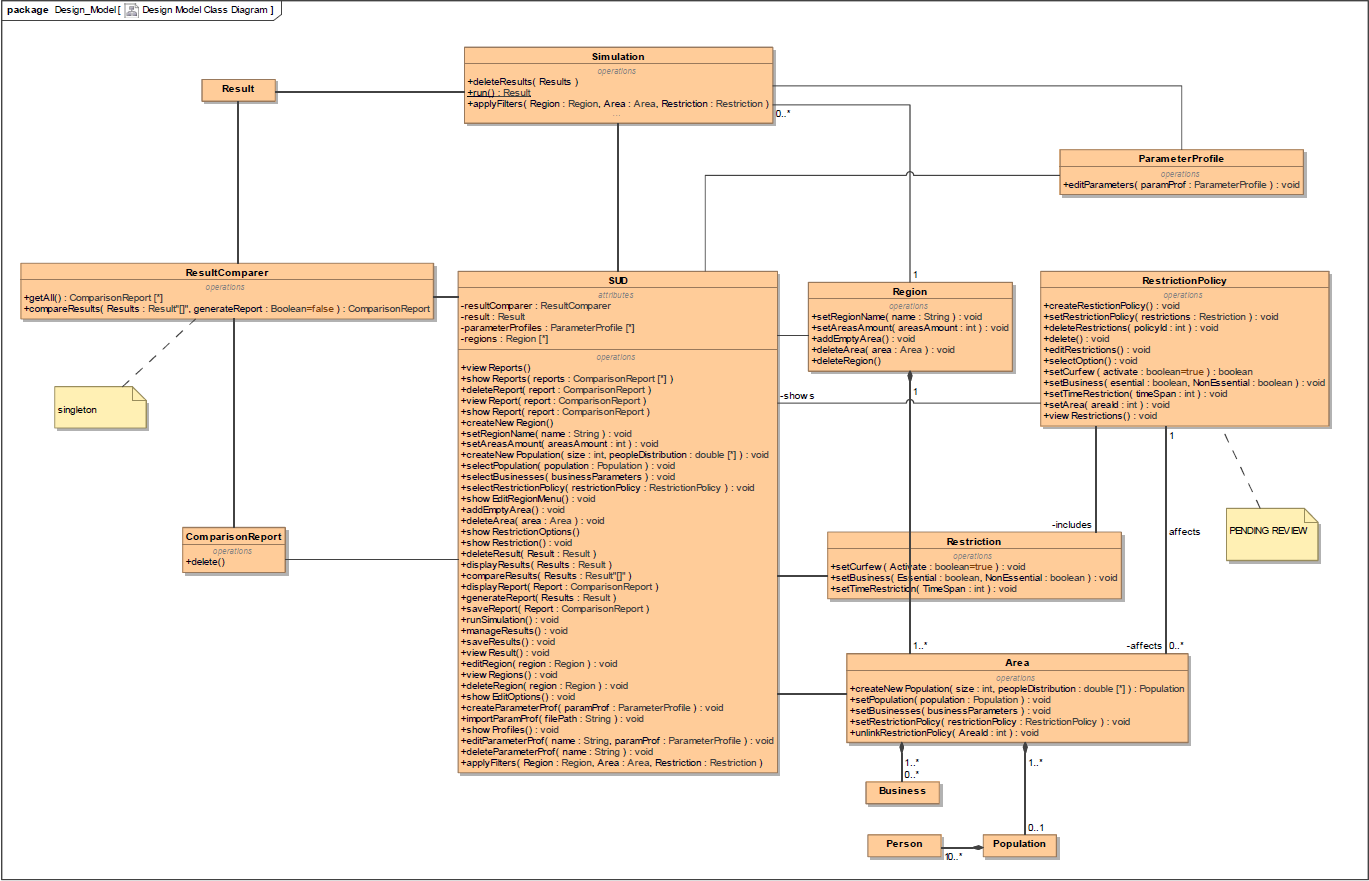 package Design_Model [ Design Model Class Diagram ]
Simulation
operations
+deleteResults( Results )
+run() : Result
+applyFilters( Region : Region, Area : Area, Restriction : Restriction )
...
0..*
Result
ParameterProfile
operations
+editParameters( paramProf : ParameterProfile ) : void
ResultComparer
operations
+getAll() : ComparisonReport [*]
+compareResults( Results : Result"[]", generateReport : Boolean=false ) : ComparisonReport
singleton
SUD
attributes
-resultComparer : ResultComparer
-result : Result
-parameterProfiles : ParameterProfile [*]
-regions : Region [*]
operations
+view Reports()
+show Reports( reports : ComparisonReport [*] )
+deleteReport( report : ComparisonReport )
+view Report( report : ComparisonReport )
+show Report( report : ComparisonReport )
+createNew Region()
+setRegionName( name : String ) : void
+setAreasAmount( areasAmount : int ) : void
+createNew Population( size : int, peopleDistribution : double [*] ) : void
+selectPopulation( population : Population ) : void
+selectBusinesses( businessParameters ) : void
+selectRestrictionPolicy( restrictionPolicy : RestrictionPolicy ) : void
+show EditRegionMenu() : void
+addEmptyArea() : void
+deleteArea( area : Area ) : void
+show RestrictionOptions()
+show Restriction() : void
+deleteResult( Result : Result )
+displayResults( Results : Result )
+compareResults( Results : Result"[]" )
+displayReport( Report : ComparisonReport )
+generateReport( Results : Result )
+saveReport( Report : ComparisonReport )
+runSimulation() : void
+manageResults() : void
+saveResults() : void
+view Result() : void
+editRegion( region : Region ) : void
+view Regions() : void
+deleteRegion( region : Region ) : void
+show EditOptions() : void
+createParameterProf( paramProf : ParameterProfile ) : void
+importParamProf( filePath : String ) : void
+show Profiles() : void
+editParameterProf( name : String, paramProf : ParameterProfile ) : void
+deleteParameterProf( name : String ) : void
+applyFilters( Region : Region, Area : Area, Restriction : Restriction )
1
Region
operations
+setRegionName( name : String ) : void
+setAreasAmount( areasAmount : int ) : void
+addEmptyArea() : void
+deleteArea( area : Area ) : void
+deleteRegion()
1
-shows
RestrictionPolicy
operations
+createRestictionPolicy() : void
+setRestrictionPolicy( restrictions : Restriction ) : void
+deleteRestrictions( policyId : int ) : void
+delete() : void
+editRestrictions() : void
+selectOption() : void
+setCurfew ( activate : boolean=true ) : boolean
+setBusiness( esential : boolean, NonEssential : boolean ) : void
+setTimeRestriction( timeSpan : int ) : void
+setArea( areaId : int ) : void
+view Restrictions() : void
1
PENDING REVIEW
-includes
affects
ComparisonReport
operations
+delete()
Restriction
operations
+setCurfew ( Activate : boolean=true ) : void
+setBusiness( Essential : boolean, NonEssential : boolean ) : void
+setTimeRestriction( TimeSpan : int ) : void
1..*
-affects 0..*
Area
operations
+createNew Population( size : int, peopleDistribution : double [*] ) : Population
+setPopulation( population : Population ) : void
+setBusinesses( businessParameters ) : void
+setRestrictionPolicy( restrictionPolicy : RestrictionPolicy ) : void
+unlinkRestrictionPolicy( AreaId : int ) : void
1..*
0..*
1..*
Business
0..1
Person
10..*
Population